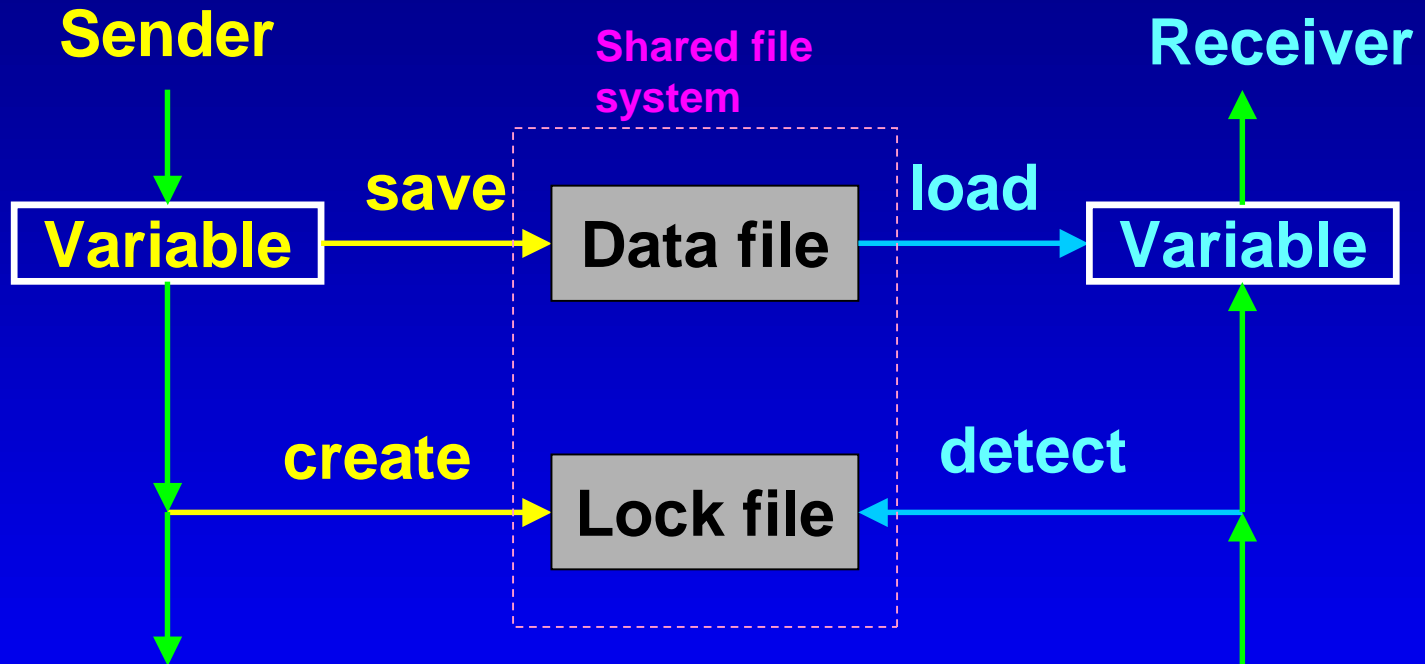 Sender
Shared file
system
Receiver
save
load
Variable
Data file
Variable
create
detect
Lock file